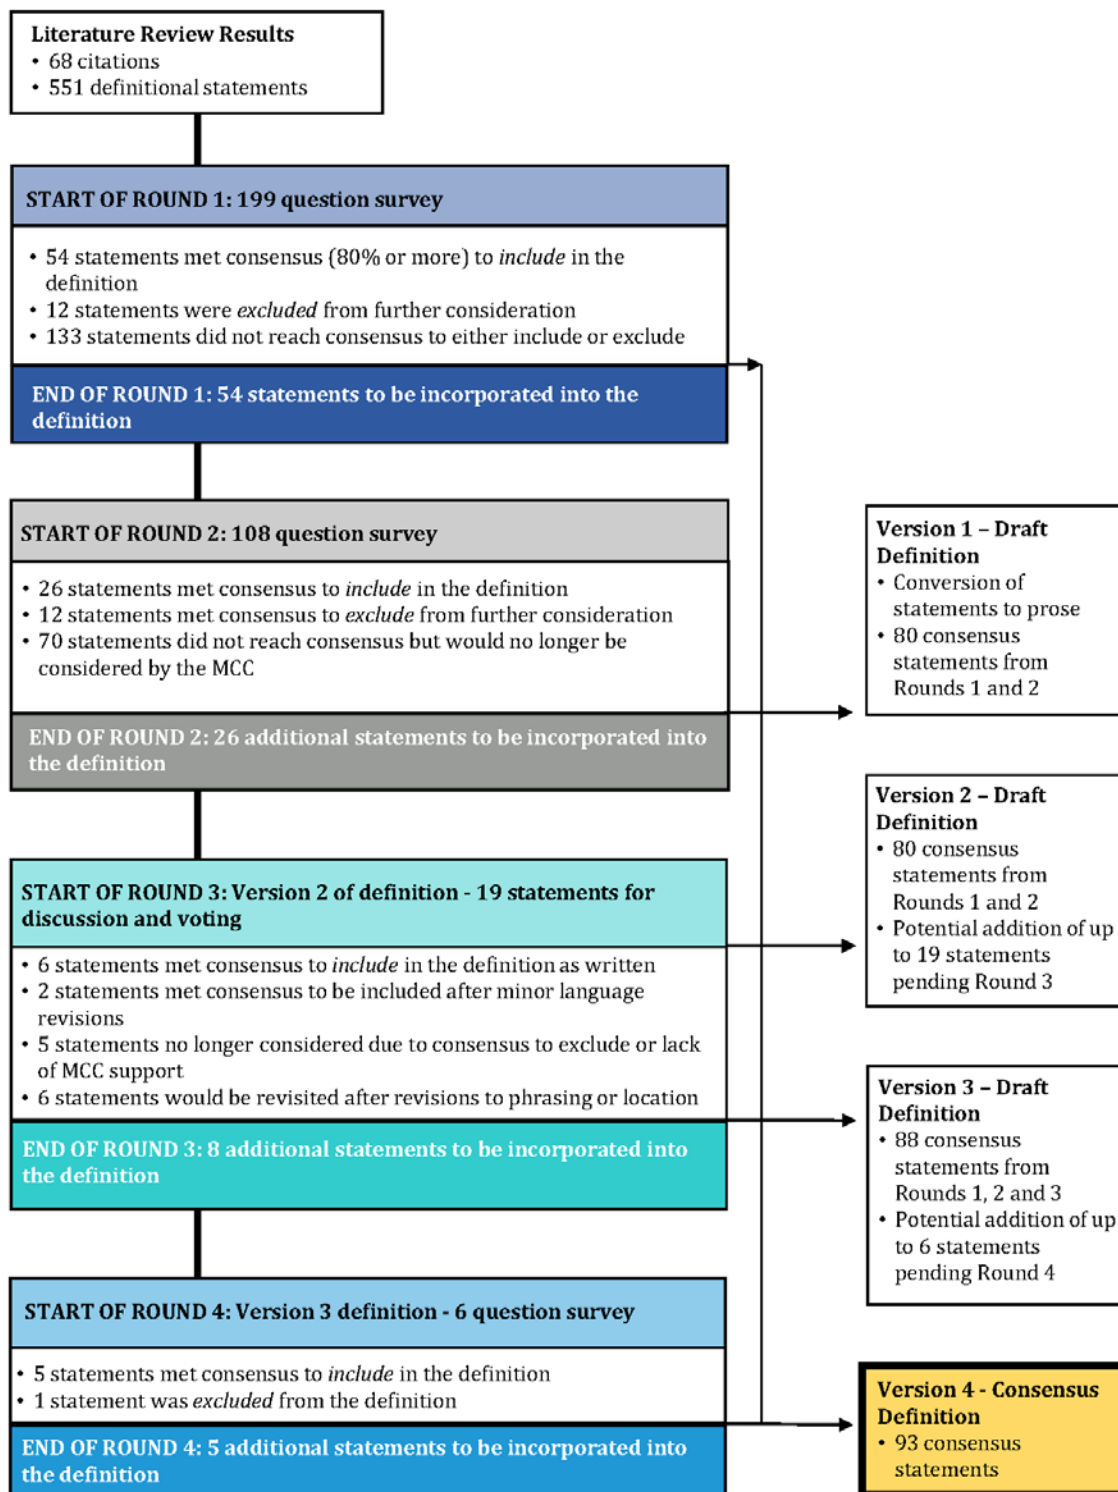 Literature Review Results
• 68 citations
• 551 definitional statements
START OF ROUND 1: 199 question survey
• 54 statements met consensus (80% or more) to include in the
definition
• 12 statements were excluded from further consideration
• 133 statements did not reach consensus to either include or exclude
END OF ROUND 1: 54 statements to be incorporated into the
definition
START OF ROUND 2: 108 question survey
• 26 statements met consensus to include in the definition
• 12 statements met consensus to exclude from further consideration
• 70 statements did not reach consensus but would no longer be
considered by the MCC
END OF ROUND 2: 26 additional statements to be incorporated into
the definition
Version 1 – Draft
Definition
• Conversion of
statements to prose
• 80 consensus
statements from
Rounds 1 and 2
Version 2 – Draft
Definition
• 80 consensus
statements from
Rounds 1 and 2
• Potential addition of up
to 19 statements
pending Round 3
START OF ROUND 3: Version 2 of definition - 19 statements for
discussion and voting
• 6 statements met consensus to include in the definition as written
• 2 statements met consensus to be included after minor language
revisions
• 5 statements no longer considered due to consensus to exclude or lack
of MCC support
• 6 statements would be revisited after revisions to phrasing or location
END OF ROUND 3: 8 additional statements to be incorporated into
the definition
Version 3 – Draft
Definition
• 88 consensus
statements from
Rounds 1, 2 and 3
• Potential addition of up
to 6 statements
pending Round 4
START OF ROUND 4: Version 3 definition - 6 question survey
• 5 statements met consensus to include in the definition
• 1 statement was excluded from the definition
END OF ROUND 4: 5 additional statements to be incorporated into
the definition
Version 4 - Consensus
Definition
• 93 consensus
statements